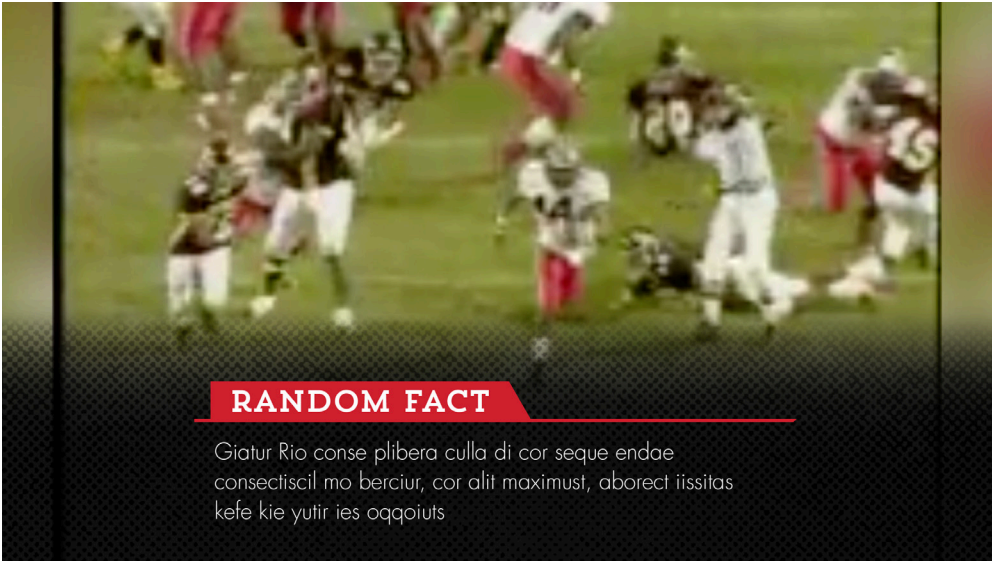 RANDOM FACT
Giatur Rio conse plibera culla di cor seque endae
consectiscil mo berciur, cor alit maximust, aborect iissitas
kefe kie yutir ies oqqoiuts